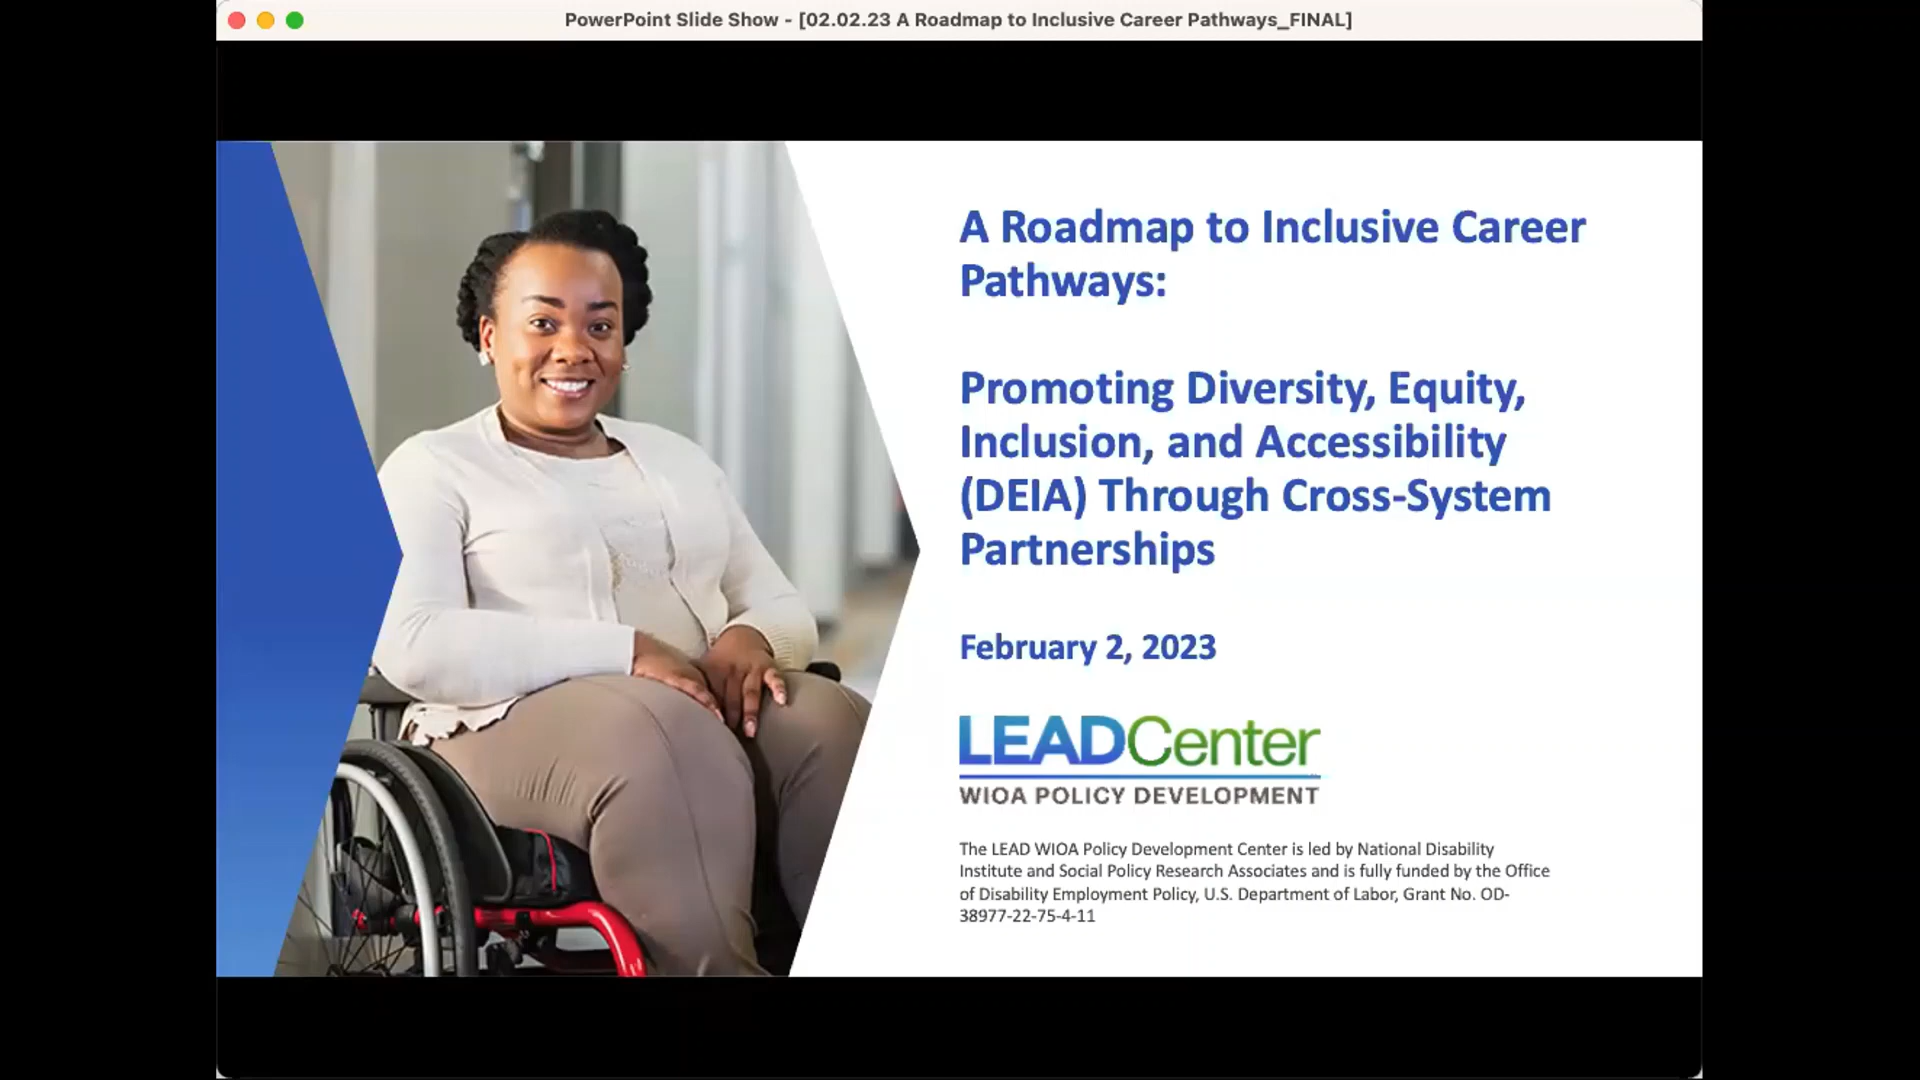 PowerPoint Slide Show - [02.02.23 A Roadmap to Inclusive Career Pathways_FINAL]
A Roadmap to Inclusive Career
Pathways:
Promoting Diversity, Equity,
Inclusion, and Accessibility
(DEIA) Through Cross-System
Partnerships
February 2, 2023
LEADCenter
WIOA POLICY DEVELOPMENT
The LEAD WIOA Policy Development Center is led by National Disability
Institute and Social Policy Research Associates and is fully funded by the Office
of Disability Employment Policy, U.S. Department of Labor, Grant No. OD-
38977-22-75-4-11